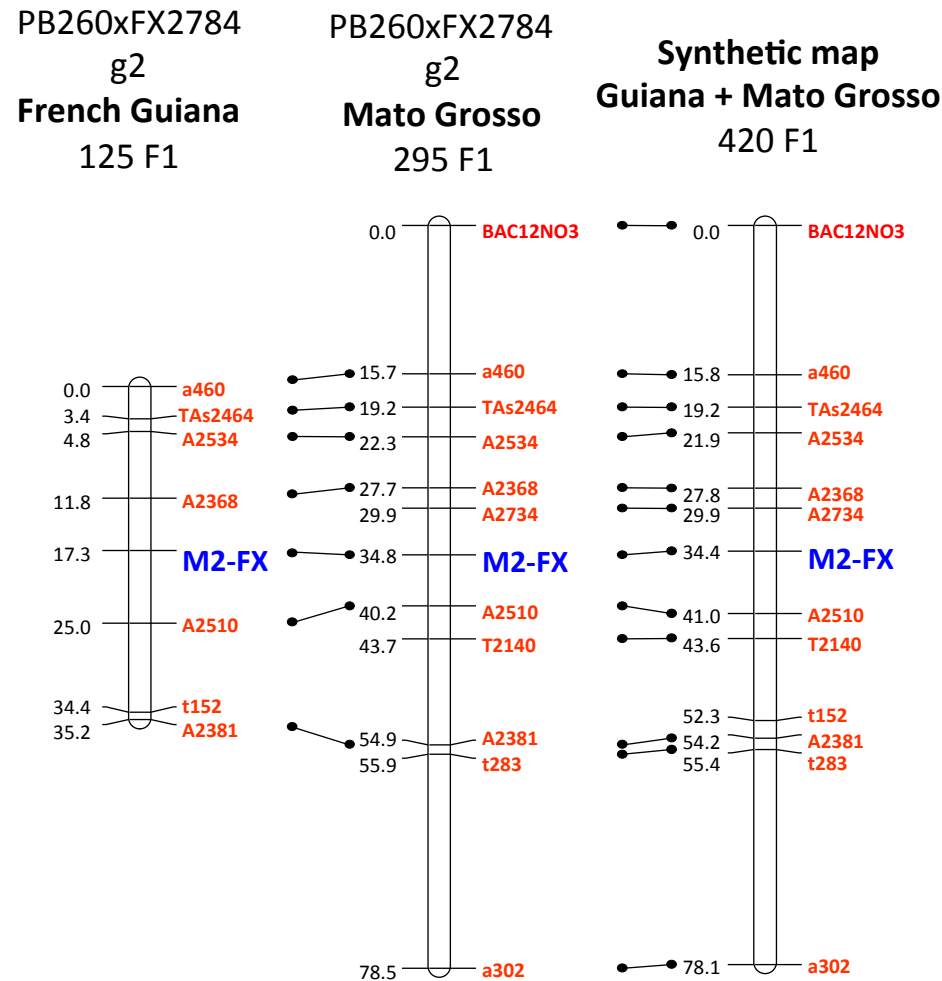 PB260xFX2784
g2
French Guiana
125 F1
0.0 a460
3.4 TAs2464
4.8 A2534
11.8 A2368
17.3 M2-FX
25.0 A2510
34.4 t152
35.2 A2381
PB260xFX2784
g2
Mato Grosso
295 F1
0.0 BAC12NO3
15.7 a460
19.2 TAs2464
22.3 A2534
27.7 A2368
29.9 A2734
34.8 M2-FX
40.2 A2510
43.7 T2140
54.9 A2381
55.9 t283
78.5 a302
Synthetic map
Guiana + Mato Grosso
420 F1
0.0 BAC12NO3
15.8 a460
19.2 TAs2464
21.9 A2534
27.8 A2368
29.9 A2734
34.4 M2-FX
41.0 A2510
43.6 T2140
52.3 t152
54.2 A2381
55.4 t283
78.1 a302